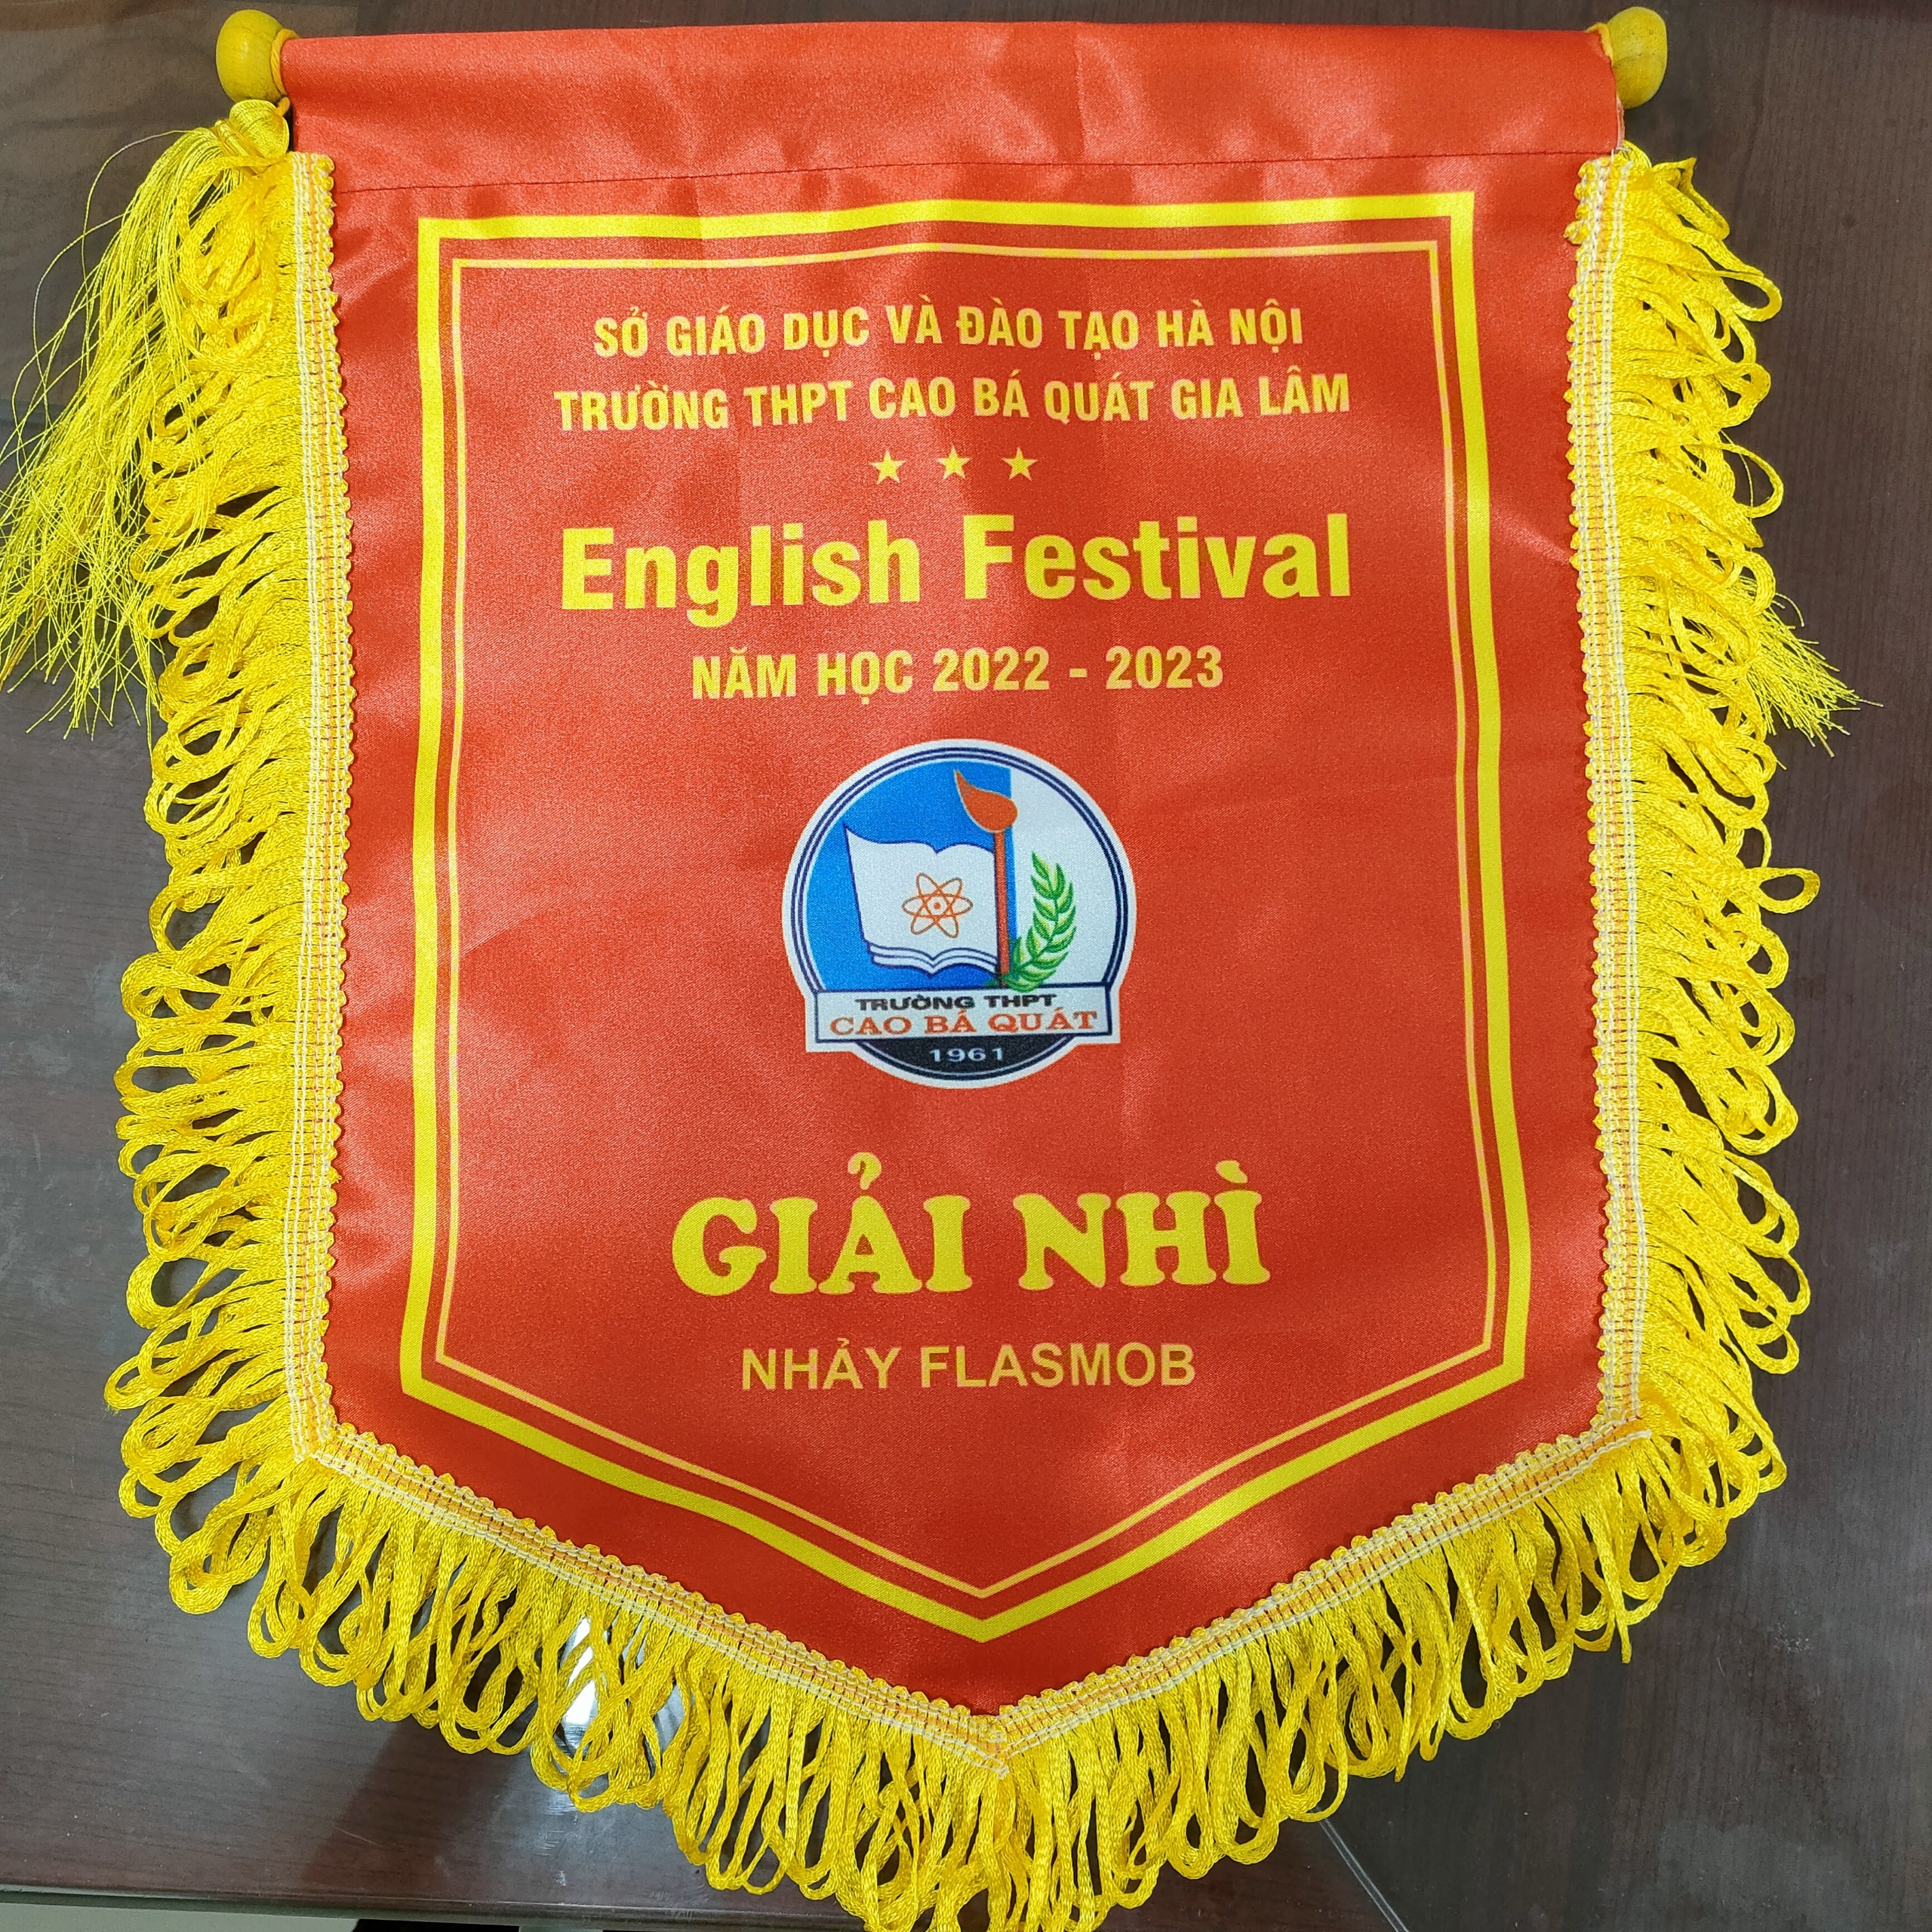 SỞ GIÁO DỤC VÀ ĐÀO TẠO HÀ NỘI
TRƯỜNG THPT CAO BÁ QUÁT GIA LÂM
English Festival
NĂM HỌC 2022 - 2023
TRƯỜNG THPT
CAO BÁ QUÁT
1961
GIẢI NHÌ
NHẢY FLASMOB